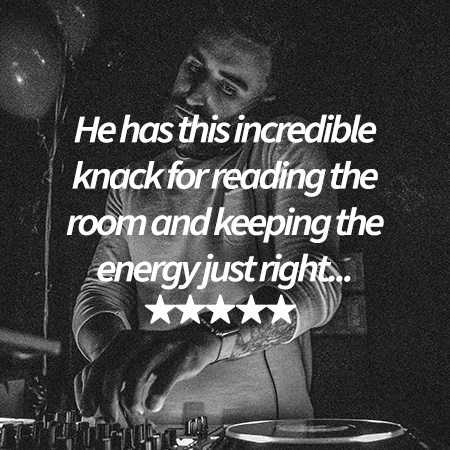 He has this incredible
knack for reading the
room and keeping the
energy just right...
★★★★★